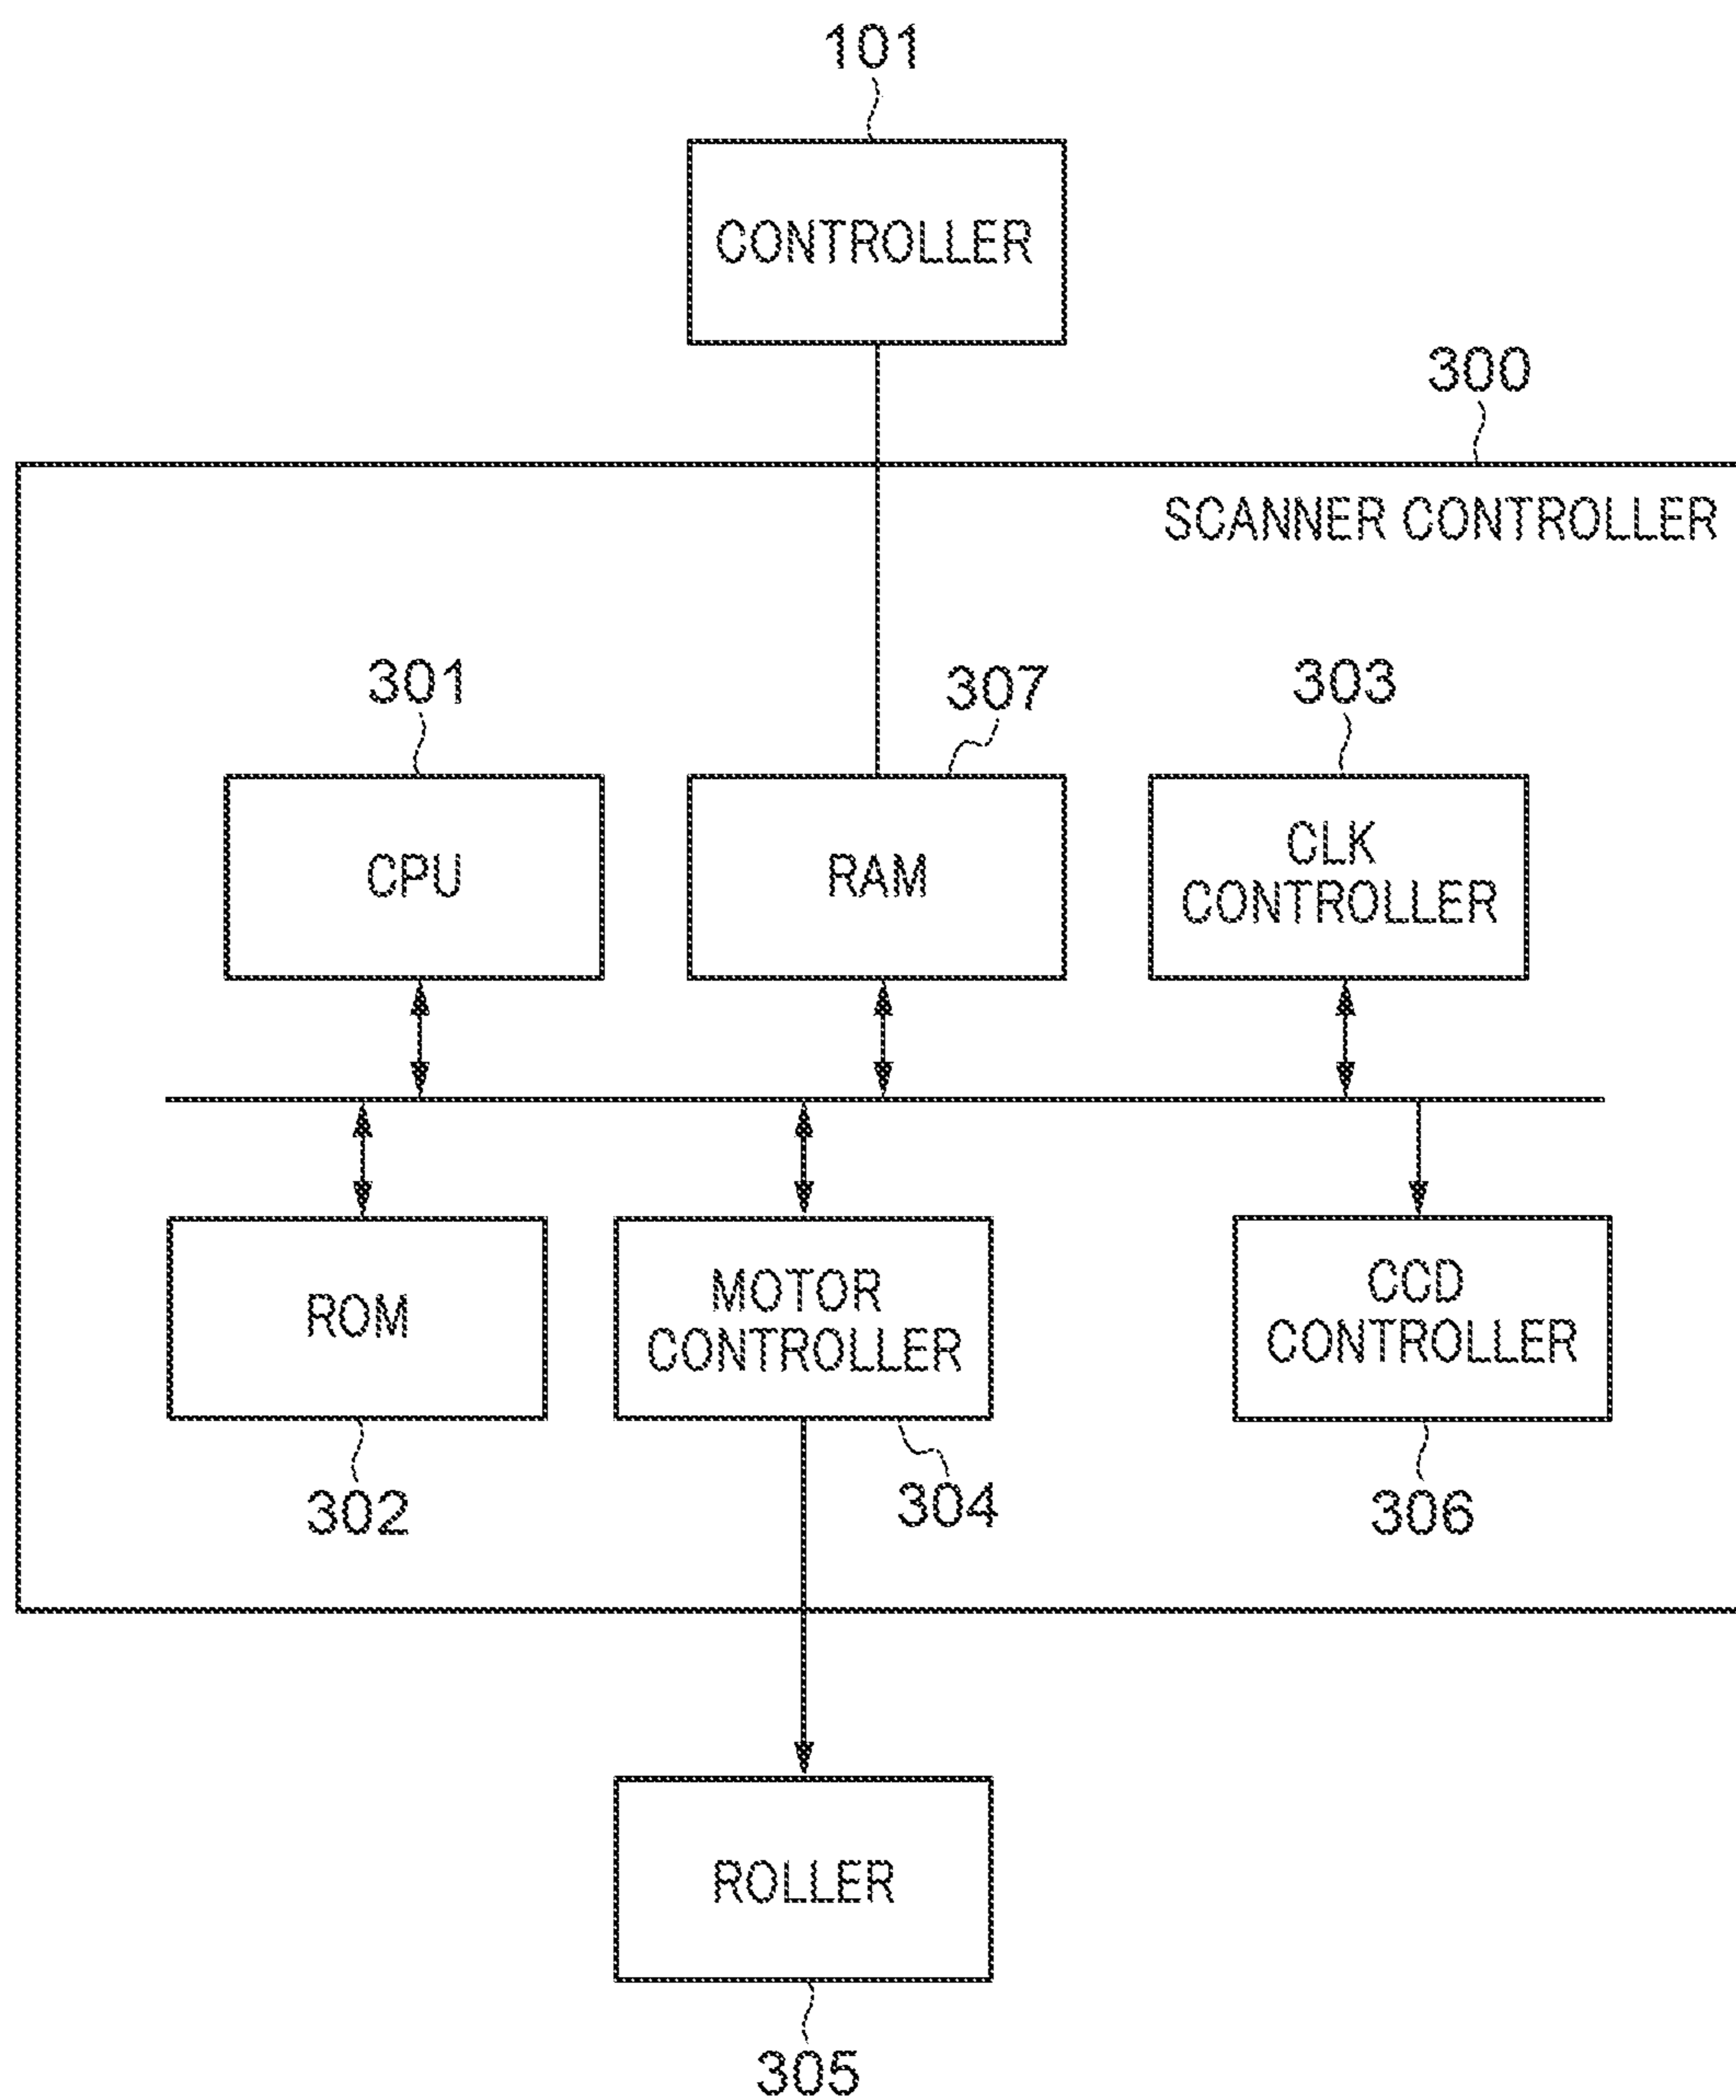 101
CONTROLLER
300
SCANNER CONTROLLER
301
307
303
CPU
RAM
CLK
CONTROLLER
ROM
MOTOR
CONTROLLER
CCD
CONTROLLER
302
304
306
ROLLER
305